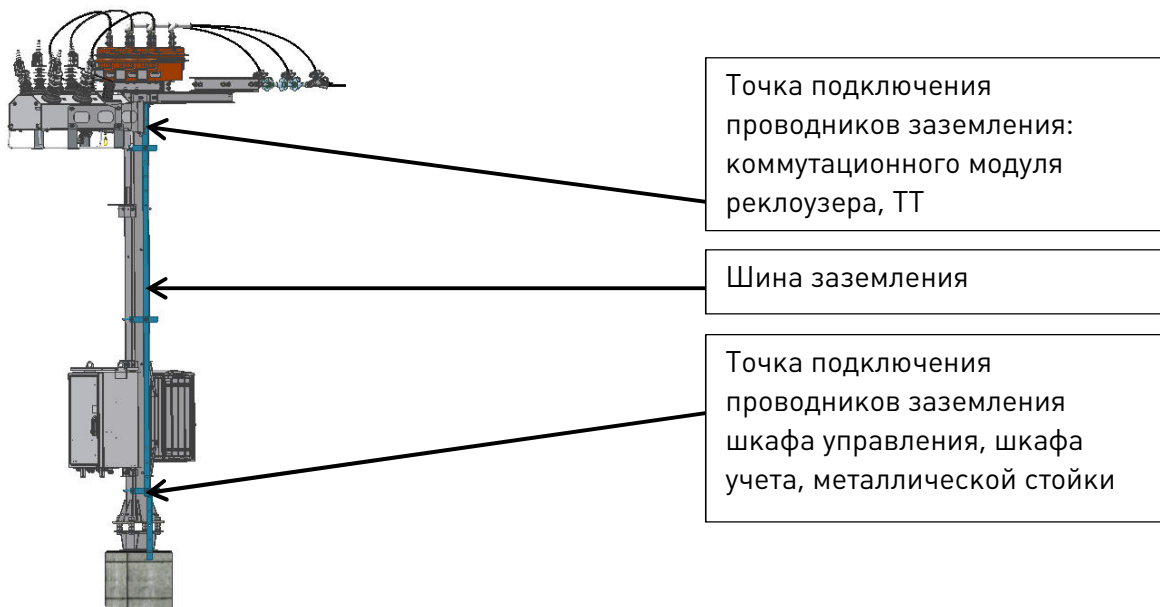 Точка подключения
проводников заземления:
коммутационного модуля
реклоузера, ТТ
Шина заземления
Точка подключения
проводников заземления
шкафа управления, шкафа
учета, металлической стойки